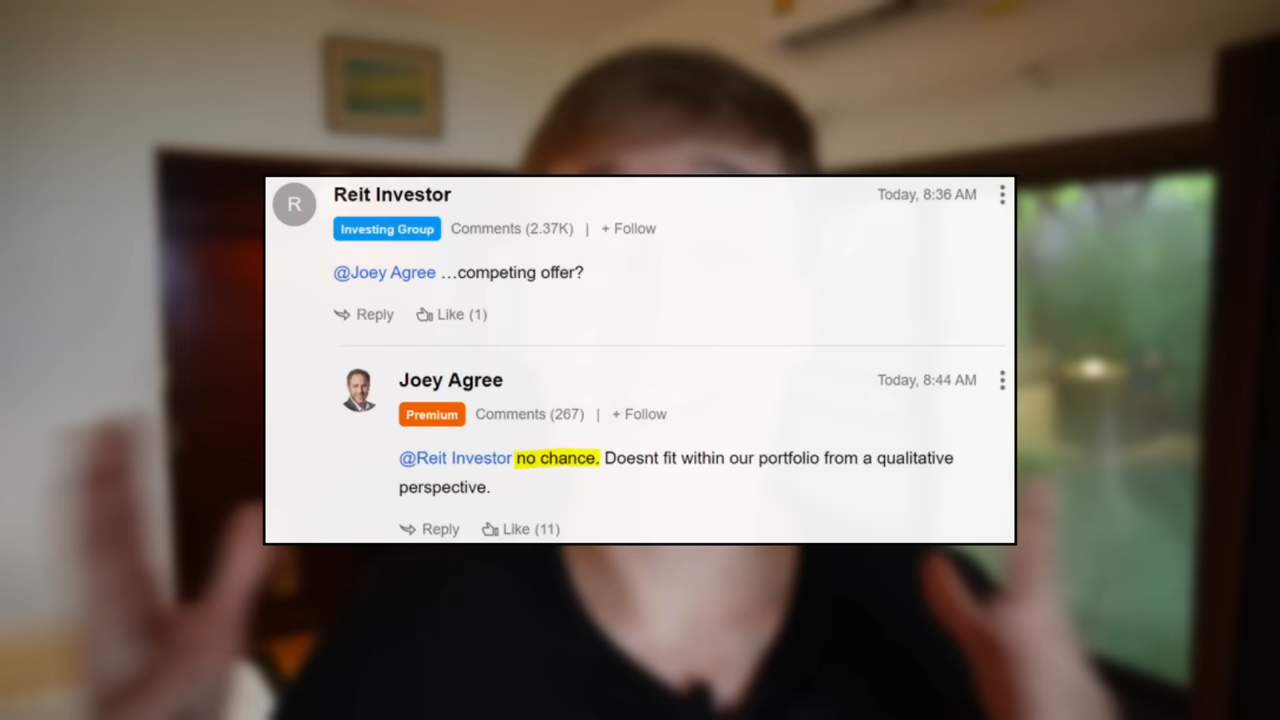 R
Reit Investor
Today, 8:36 AM
Investing Group Comments (2.37K) | + Follow
@Joey Agree …competing offer?
Reply Like (1)
Joey Agree
Today, 8:44 AM
Premium Comments (267) | + Follow
@Reit Investor no chance. Doesnt fit within our portfolio from a qualitative
perspective.
Reply Like (11)